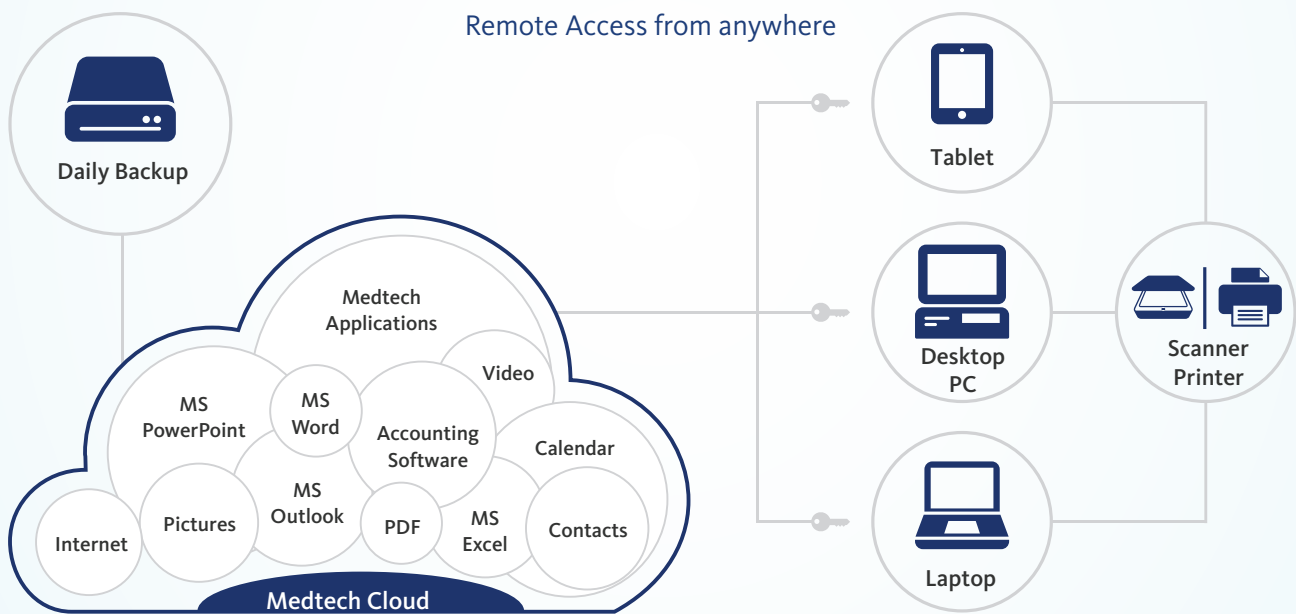 Remote Access from anywhere
Daily Backup
Medtech
Applications
Video
MS
PowerPoint
MS
Word
Accounting
Software
Calendar
Internet
Pictures
MS
Outlook
PDF
MS
Excel
Contacts
Medtech Cloud
Tablet
Desktop
PC
Laptop
Scanner
Printer